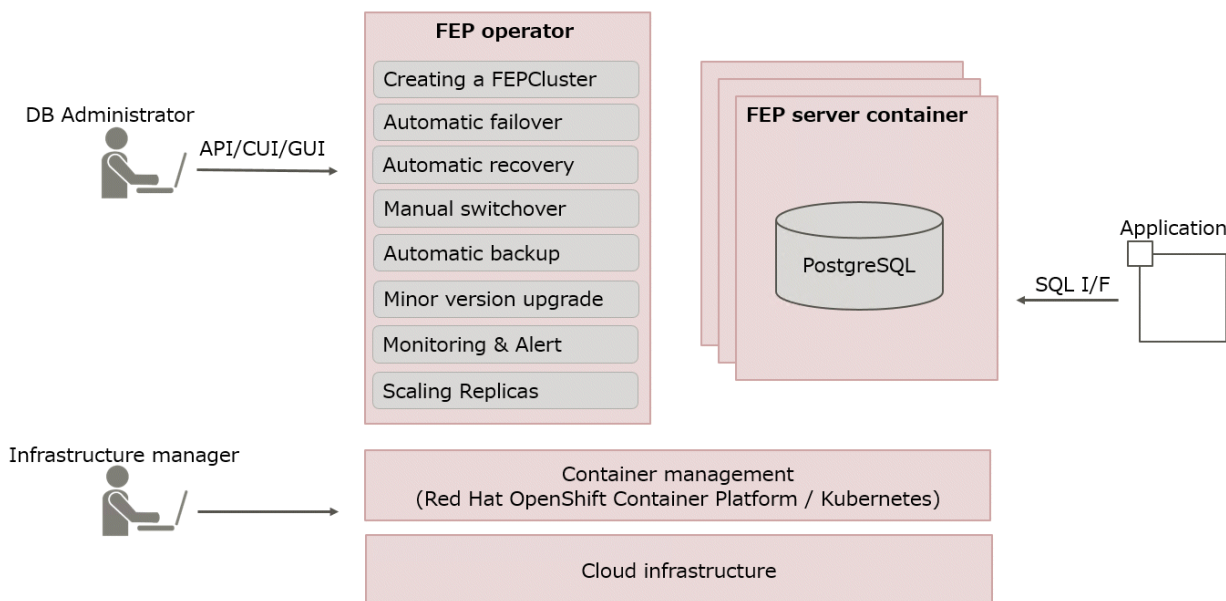 FEP operator
Creating a FEPCluster
Automatic failover
Automatic recovery
Manual switchover
Automatic backup
Minor version upgrade
Monitoring & Alert
Scaling Replicas
DB Administrator
API/CUI/GUI
FEP server container
PostgreSQL
Application
SQL I/F
Infrastructure manager
Container management
(Red Hat OpenShift Container Platform / Kubernetes)
Cloud infrastructure